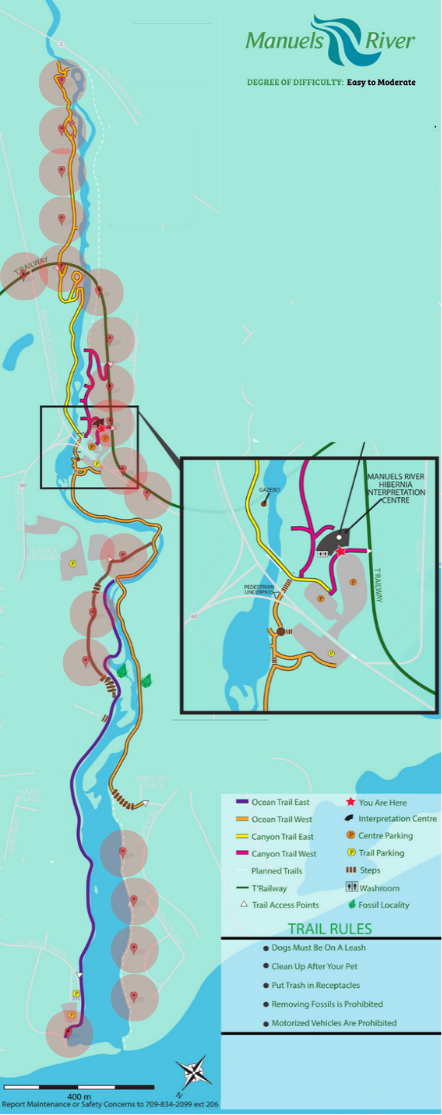 Manuels River
DEGREE OF DIFFICULTY: Easy to Moderate
T'RAILWAY
MANUELS RIVER
HIBERNIA
INTERPRETATION
CENTRE
GAZEBO
PEDESTRIAN
UNDERPASS
T'RAILWAY
SCHOOL
GROUNDS
Ocean Trail East
Ocean Trail West
Canyon Trail East
Canyon Trail West
Planned Trails
T'Railway
Trail Access Points
You Are Here
Interpretation Centre
Centre Parking
Trail Parking
Steps
Washroom
Fossil Locality
TRAIL RULES
Dogs Must Be On A Leash
Clean Up After Your Pet
Put Trash in Receptacles
Removing Fossils is Prohibited
Motorized Vehicles Are Prohibited
N
400 m
Report Maintenance or Safety Concerns to 709-834-2099 ext 206